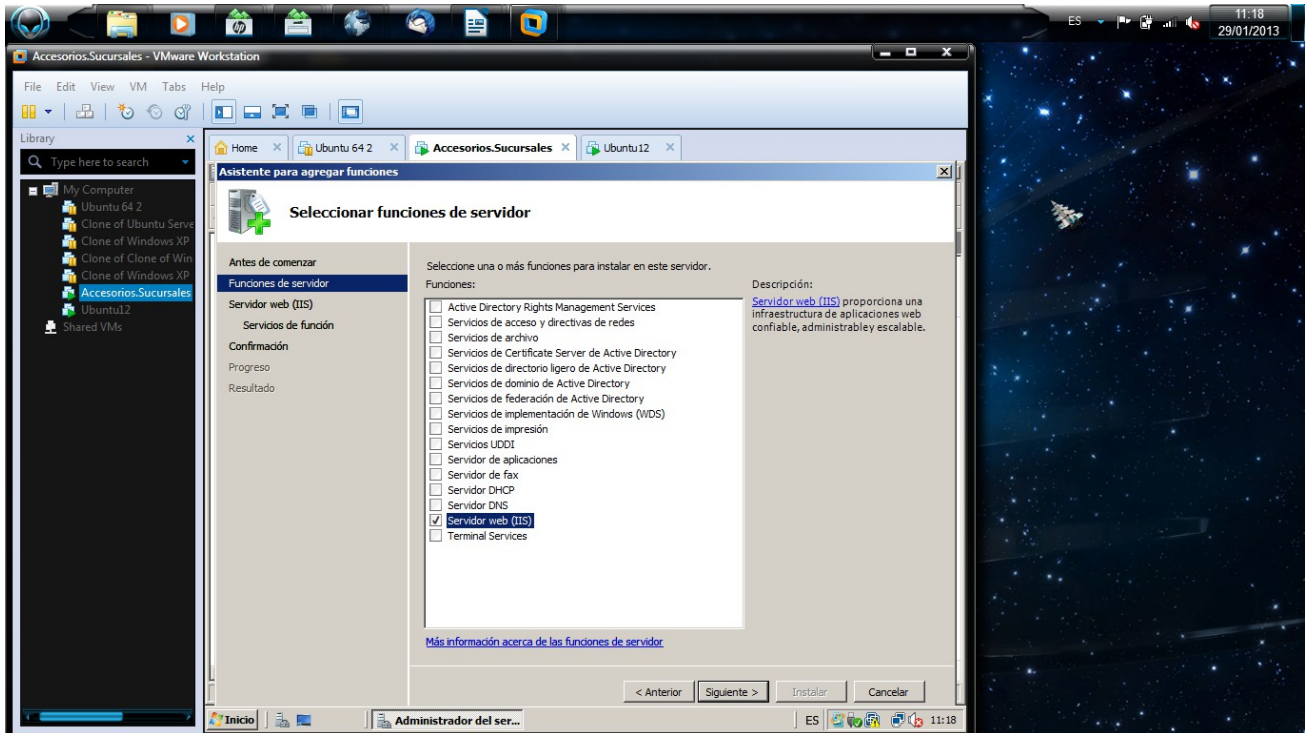 ES
11:18
29/01/2013
Accesorios.Sucursales - VMware Workstation
File Edit View VM Tabs Help
Library
Type here to search
My Computer
Ubuntu 64 2
Clone of Ubuntu Serve
Clone of Windows XP
Clone of Clone of Win
Clone of Windows XP
Accesorios.Sucursales
Ubuntu12
Shared VMs
Home
Ubuntu 64 2
Accesorios.Sucursales
Ubuntu12
Asistente para agregar funciones
Seleccionar funciones de servidor
Antes de comenzar
Funciones de servidor
Servidor web (IIS)
Servicios de función
Confirmación
Progreso
Resultado
Seleccione una o más funciones para instalar en este servidor.
Funciones:
Active Directory Rights Management Services
Servicios de acceso y directivas de redes
Servicios de archivo
Servicios de Certificate Server de Active Directory
Servicios de directorio ligero de Active Directory
Servicios de dominio de Active Directory
Servicios de federación de Active Directory
Servicios de implementación de Windows (WDS)
Servicios de impresión
Servicios UDDI
Servidor de aplicaciones
Servidor de fax
Servidor DHCP
Servidor DNS
Servidor web (IIS)
Terminal Services
Más información acerca de las funciones de servidor
Descripción:
Servidor web (IIS) proporciona una
infraestructura de aplicaciones web
confiable, administrable y escalable.
< Anterior
Siguiente >
Instalar
Cancelar
Inicio
Administrador del ser...
ES
11:18